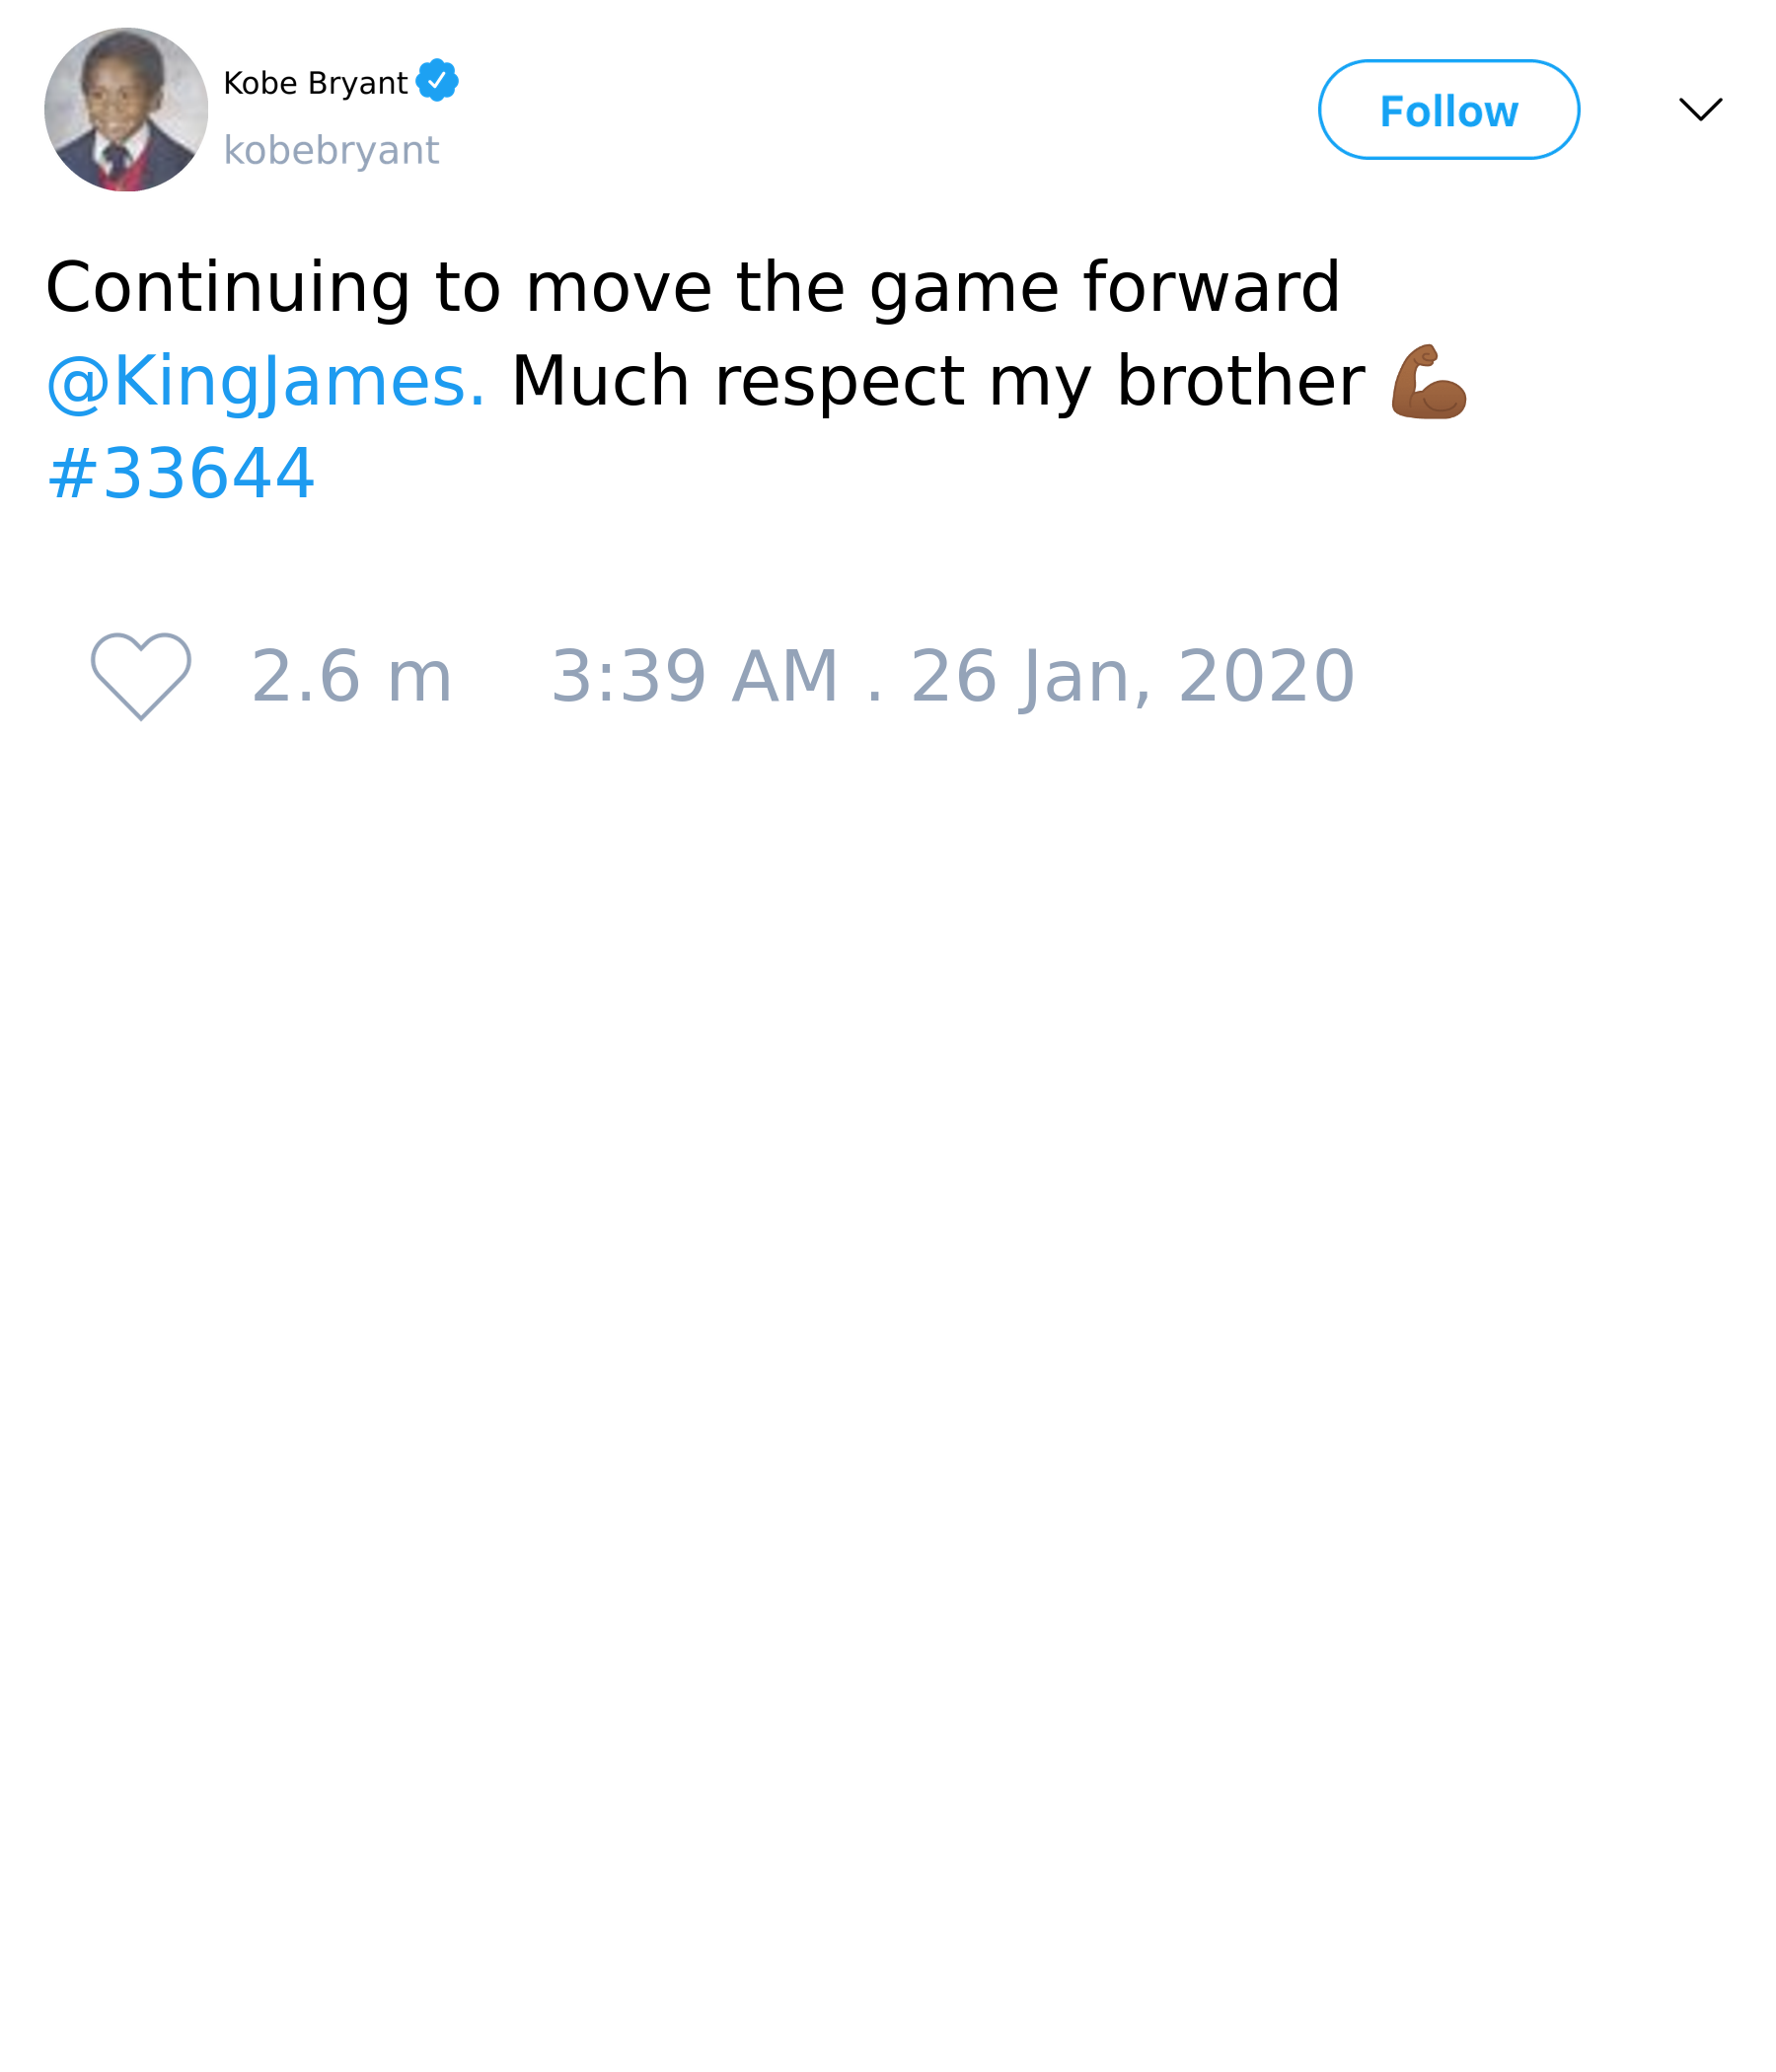 Kobe Bryant
kobebryant
Follow
Continuing to move the game forward
@KingJames. Much respect my brother 💪🏾
#33644
2.6 m 3:39 AM . 26 Jan, 2020